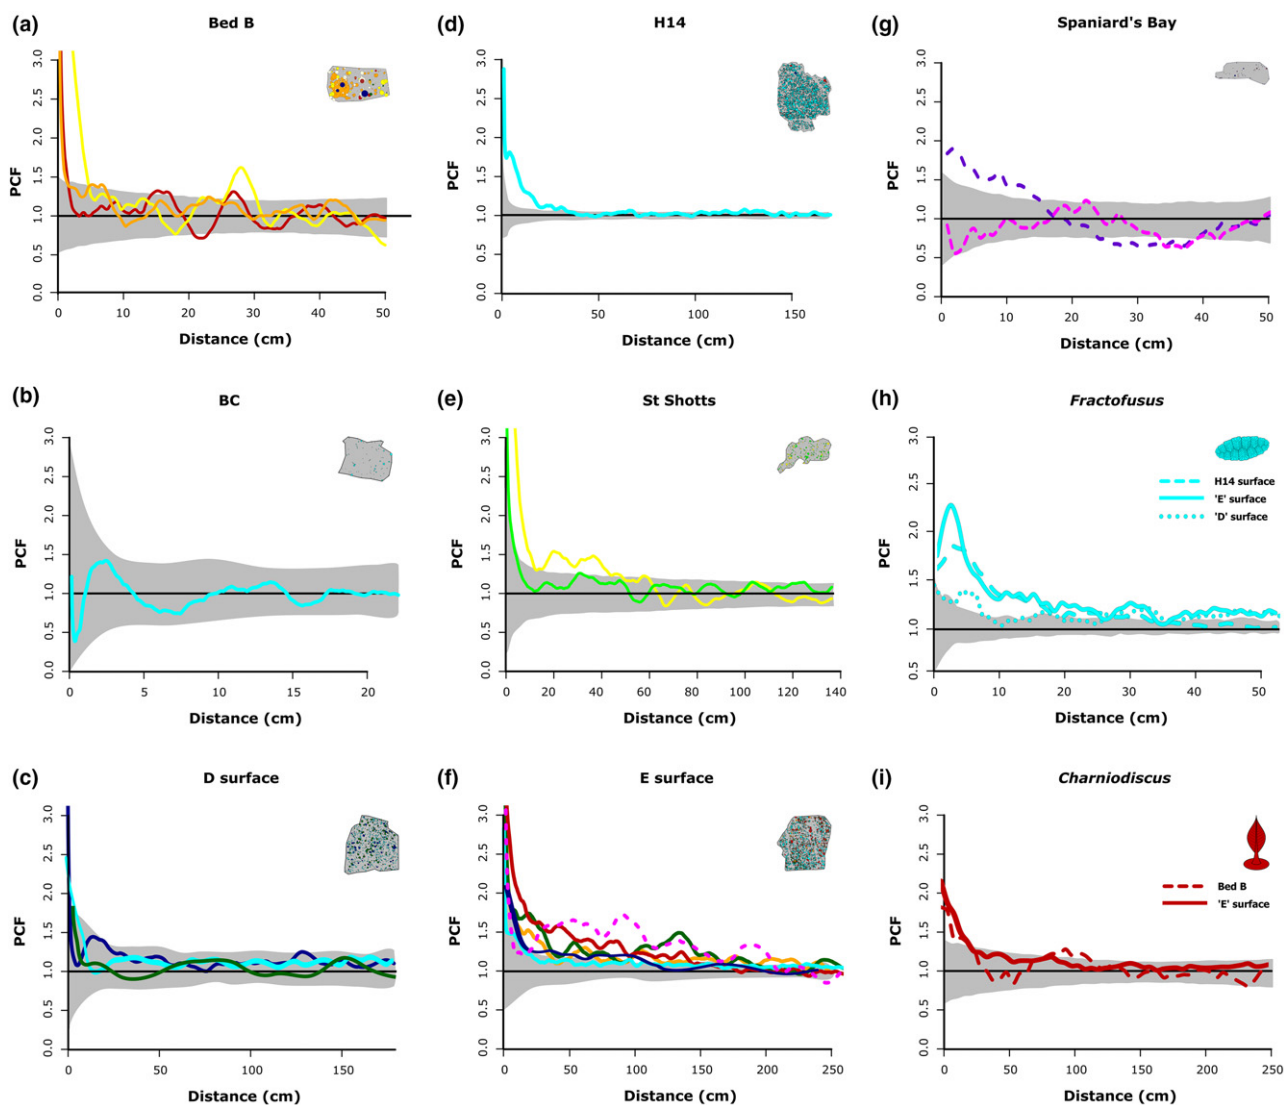 (a) Bed B
3.0
2.5
2.0
1.5
1.0
0.5
0.0
PCF
0 10 20 30 40 50
Distance (cm)
(d) H14
3.0
2.5
2.0
1.5
1.0
0.5
0.0
PCF
0 50 100 150
Distance (cm)
(g) Spaniard's Bay
3.0
2.5
2.0
1.5
1.0
0.5
0.0
PCF
0 10 20 30 40 50
Distance (cm)
(b) BC
3.0
2.5
2.0
1.5
1.0
0.5
0.0
PCF
0 5 10 15 20
Distance (cm)
(e) St Shotts
3.0
2.5
2.0
1.5
1.0
0.5
0.0
PCF
0 20 40 60 80 100 120 140
Distance (cm)
(h) Fractofusus
3.0
2.5
2.0
1.5
1.0
0.5
PCF
H14 surface
'E' surface
'D' surface
0 10 20 30 40 50
Distance (cm)
(c) D surface
3.0
2.5
2.0
1.5
1.0
0.5
0.0
PCF
0 50 100 150
Distance (cm)
(f) E surface
3.0
2.5
2.0
1.5
1.0
0.5
0.0
PCF
0 50 100 150 200 250
Distance (cm)
(i) Charniodiscus
3.0
2.5
2.0
1.5
1.0
0.5
0.0
PCF
Bed B
'E' surface
0 50 100 150 200 250
Distance (cm)